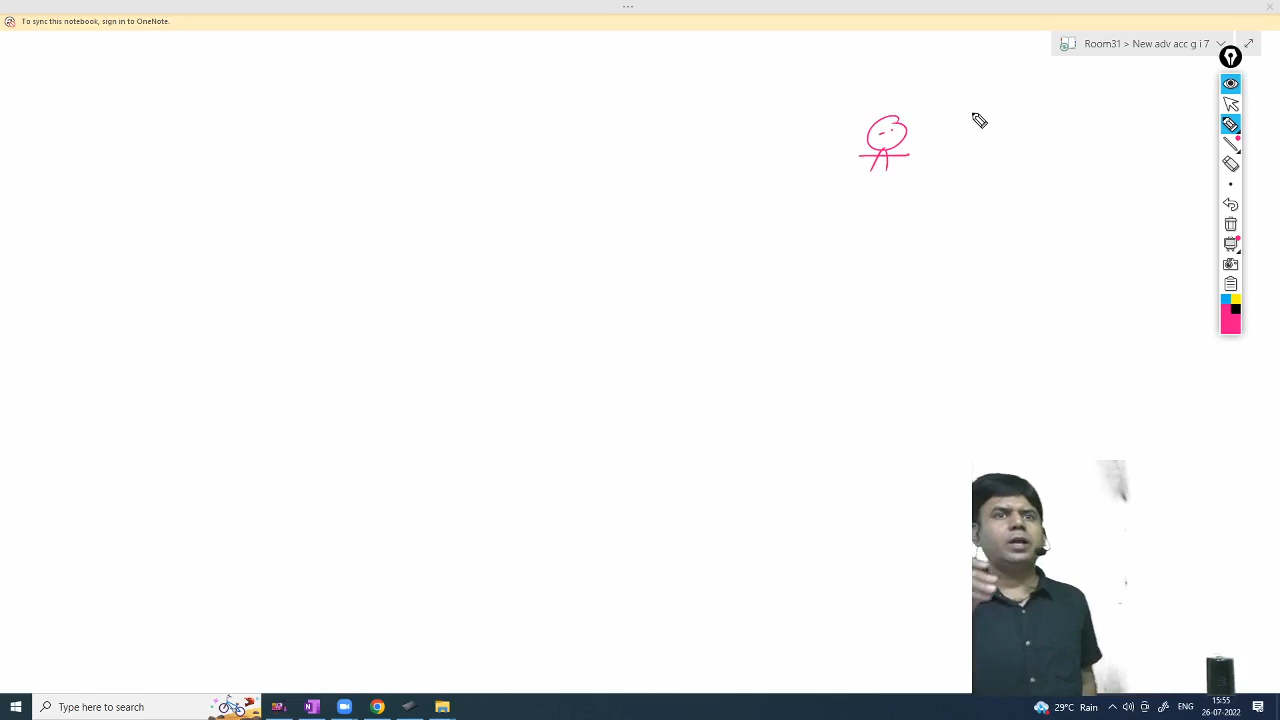 To sync this notebook, sign in to OneNote.
Room31 > New adv acc g i 7
Type here to search
29°C Rain
ENG
15:55
26-07-2022